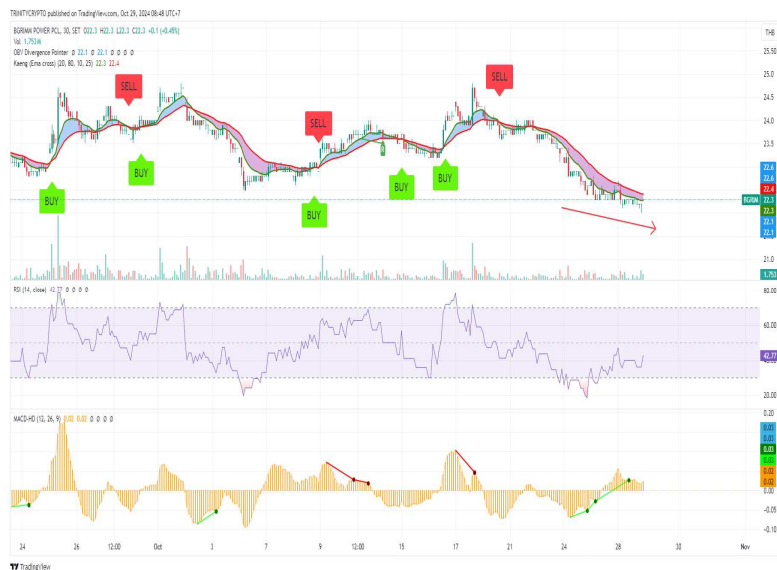 TRINITYCRYPTO published on TradingView.com, Oct 29, 2024 08:48 UTC+7
BGRIMM POWER PCL, 30, SET O22.3 H22.3 L22.3 C22.3 +0.1 (+0.45%)
THB
Vol 1.753M
OBV Divergence Pointer 0 22.1 0 22.1 0 0 0 0
Kaeng (Ema cross) (20, 80, 10, 25) 22.3 22.4
25.50
SELL
SELL
24.5
24.0
SELL
23.5
BUY
BUY
BUY
BUY
BUY
22.6
22.6
22.4
BGRIM 22.3
22.3
22.1
22.1
21.0
1.753
RSI (14, close) 42.77 0 0 0 0
80.00
60.00
42.77
20.00
MACD-HD (12, 26, 9) 0.02 0.02 0 0 0 0
0.20
0.03
0.03
0.03
0.03
0.02
0.02
0.00
-0.05
-0.10
24 26 12:00 Oct 3 7 9 12:00 15 17 21 24 28 30 Nov
TradingView